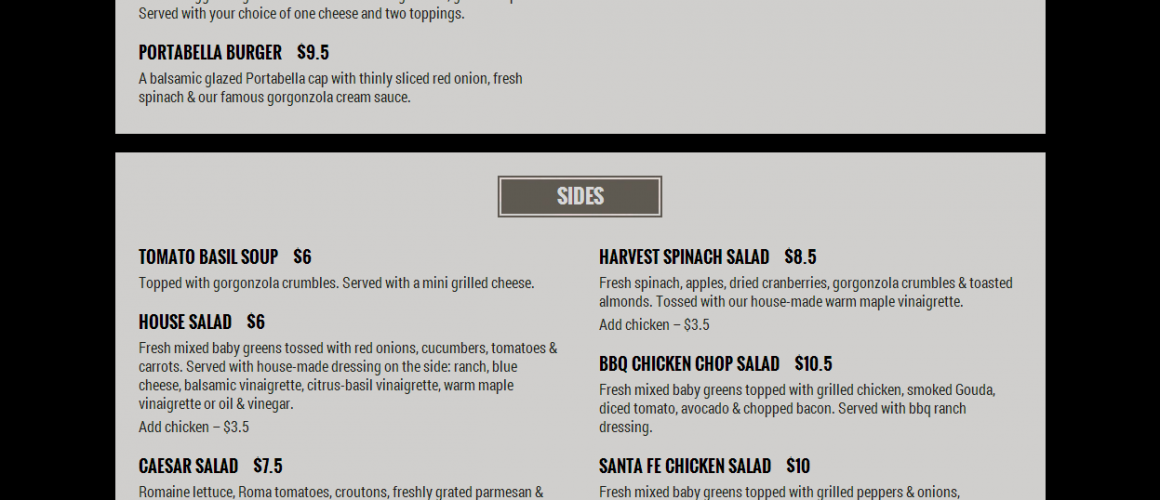 Served with your choice of one cheese and two toppings.
PORTABELLA BURGER $9.5
A balsamic glazed Portabella cap with thinly sliced red onion, fresh
spinach & our famous gorgonzola cream sauce.
SIDES
TOMATO BASIL SOUP $6
Topped with gorgonzola crumbles. Served with a mini grilled cheese.
HOUSE SALAD $6
Fresh mixed baby greens tossed with red onions, cucumbers, tomatoes &
carrots. Served with house-made dressing on the side: ranch, blue
cheese, balsamic vinaigrette, citrus-basil vinaigrette, warm maple
vinaigrette or oil & vinegar.
Add chicken – $3.5
CAESAR SALAD $7.5
Romaine lettuce, Roma tomatoes, croutons, freshly grated parmesan &
HARVEST SPINACH SALAD $8.5
Fresh spinach, apples, dried cranberries, gorgonzola crumbles & toasted
almonds. Tossed with our house-made warm maple vinaigrette.
Add chicken – $3.5
BBQ CHICKEN CHOP SALAD $10.5
Fresh mixed baby greens topped with grilled chicken, smoked Gouda,
diced tomato, avocado & chopped bacon. Served with bbq ranch
dressing.
SANTA FE CHICKEN SALAD $10
Fresh mixed baby greens topped with grilled peppers & onions,